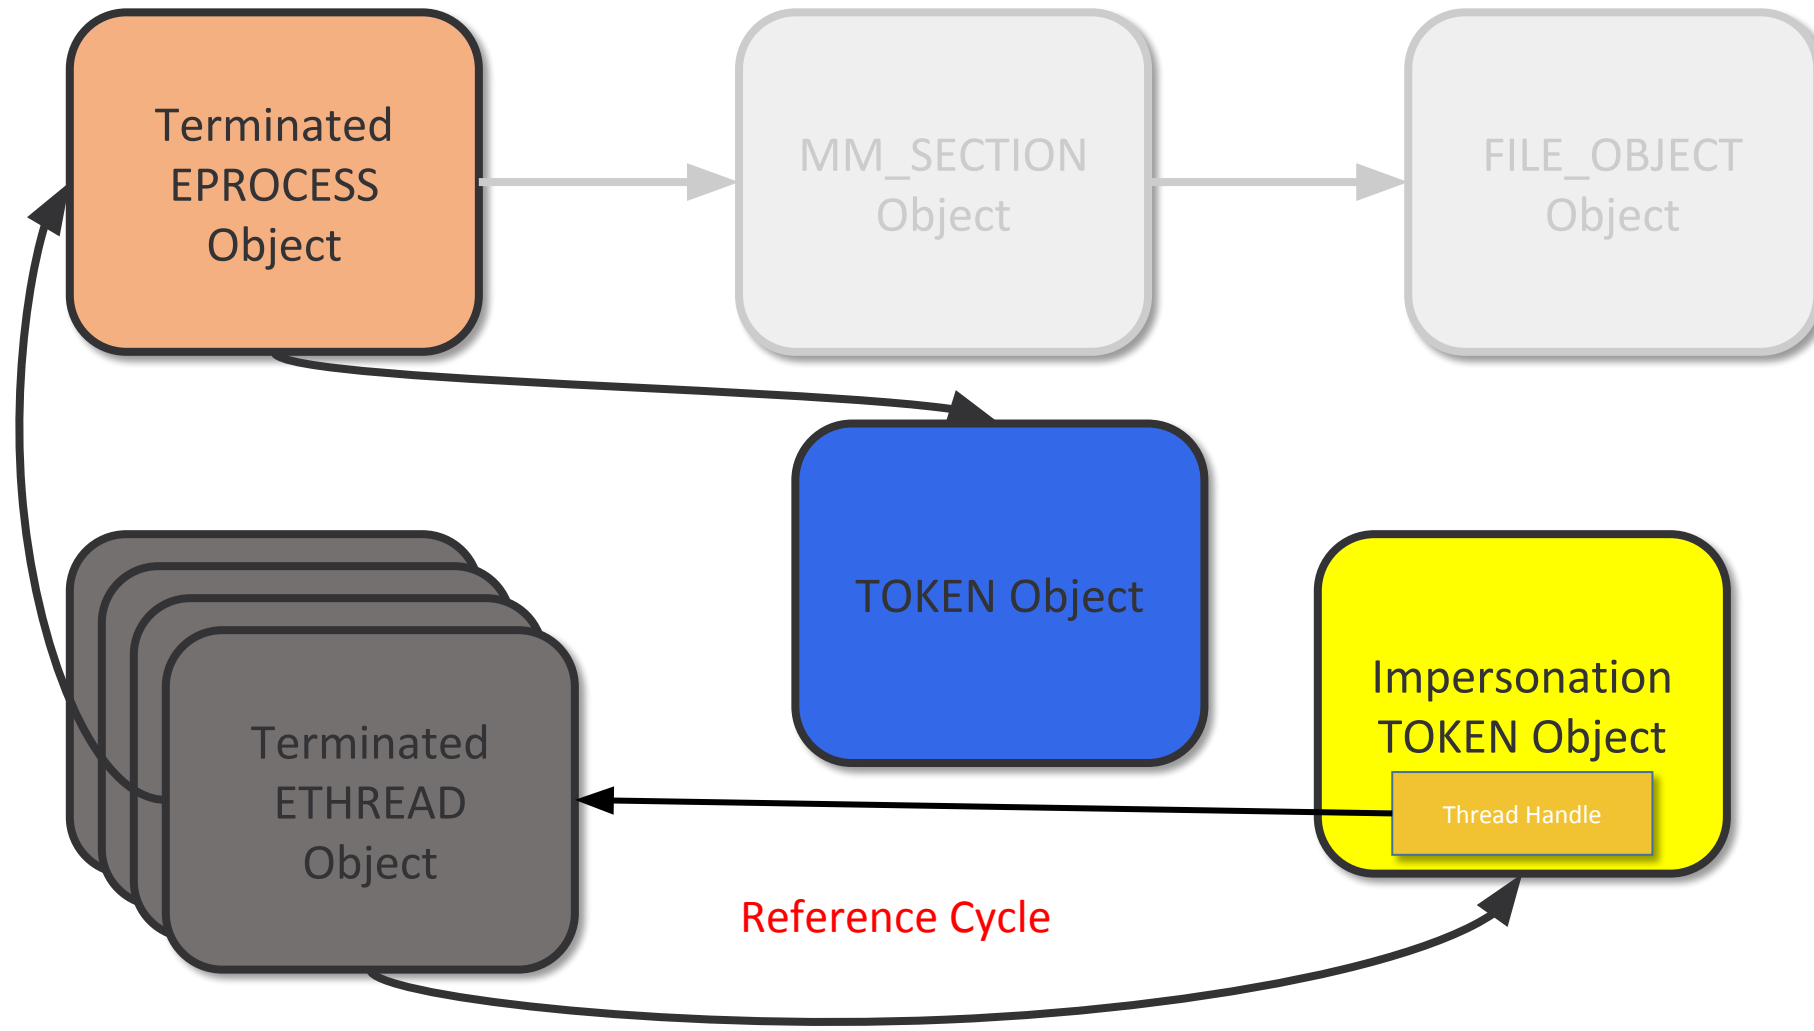 Terminated
EPROCESS
Object
MM_SECTION
Object
FILE_OBJECT
Object
TOKEN Object
Impersonation
TOKEN Object
Thread Handle
Terminated
ETHREAD
Object
Reference Cycle